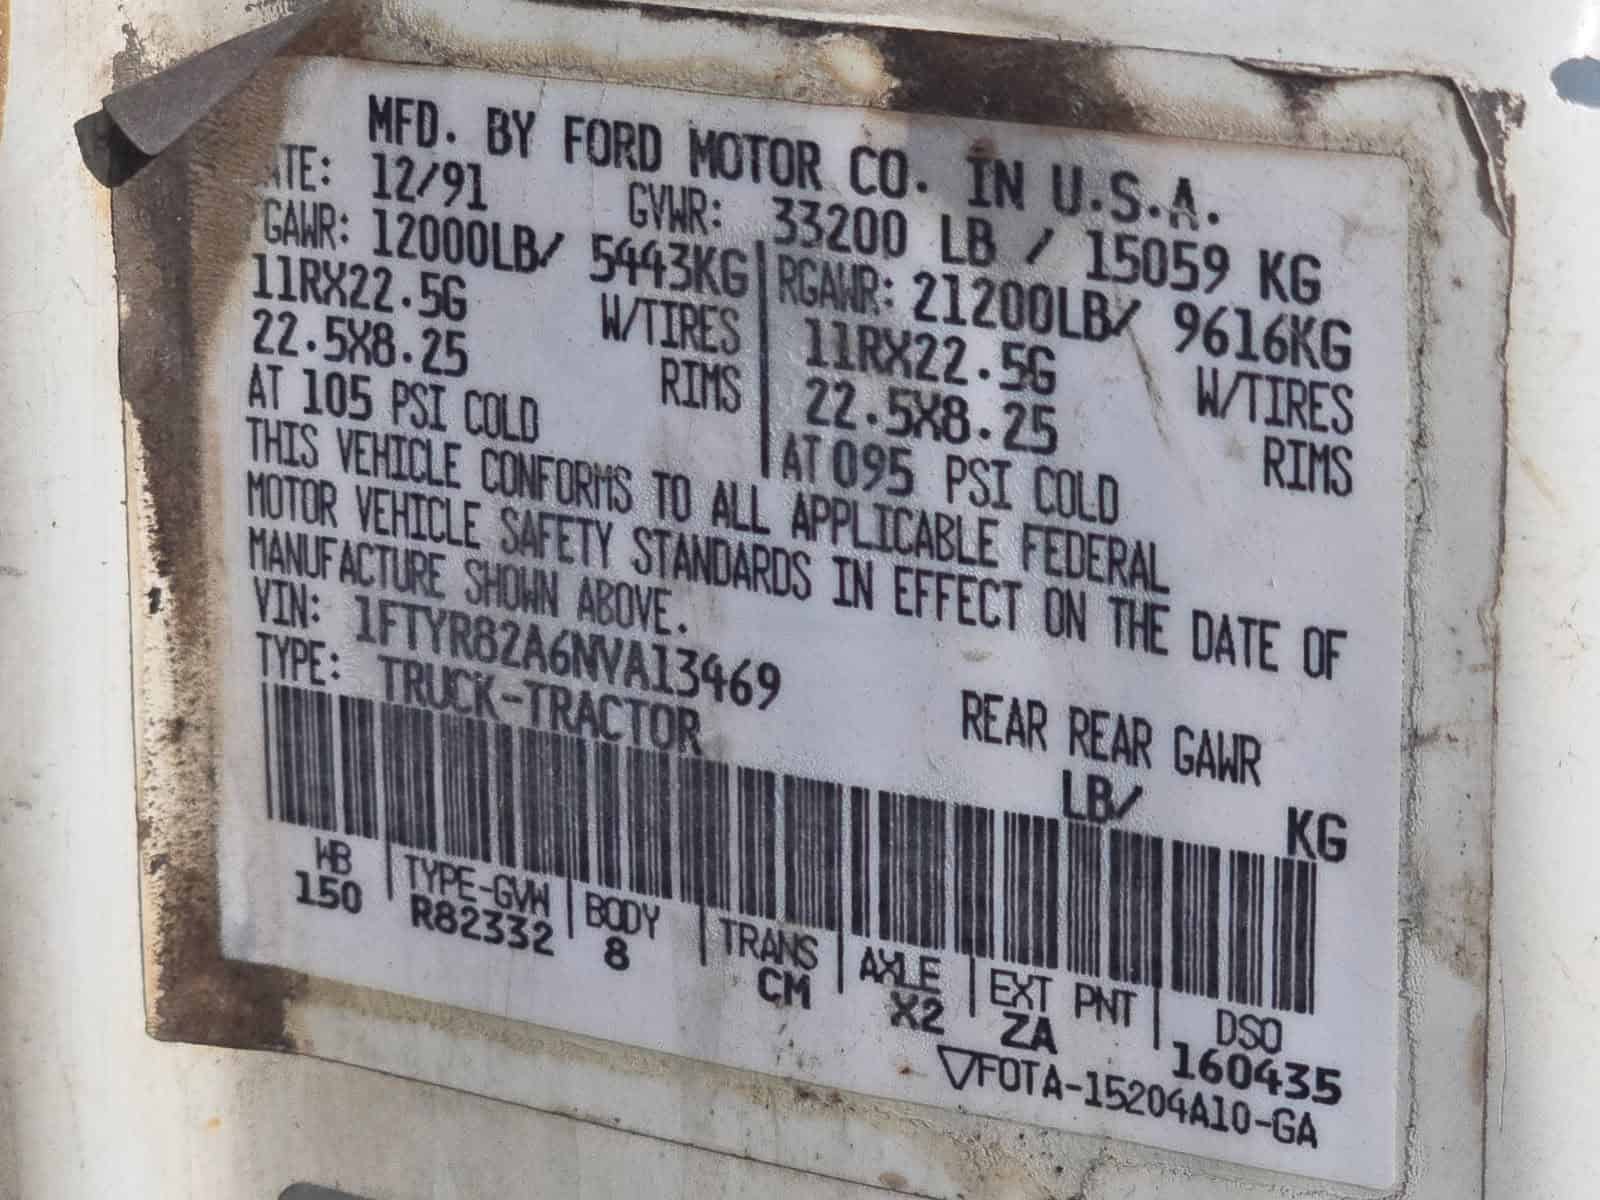 MFD. BY FORD MOTOR CO. IN U.S.A.
ATE: 12/91 GVWR: 33200 LB / 15059 KG
GAWR: 12000LB/ 5443KG RGAWR: 21200LB/ 9616KG
11RX22.5G W/TIRES 11RX22.5G W/TIRES
22.5X8.25 RIMS 22.5X8.25 RIMS
AT 105 PSI COLD AT 095 PSI COLD
THIS VEHICLE CONFORMS TO ALL APPLICABLE FEDERAL
MOTOR VEHICLE SAFETY STANDARDS IN EFFECT ON THE DATE OF
MANUFACTURE SHOWN ABOVE.
VIN: 1FTYR82A6NVA13469
TYPE: TRUCK-TRACTOR REAR REAR GAWR
LB/ KG
WB TYPE-GVW BODY TRANS AXLE EXT PNT DSO
150 R82332 8 CM X2 ZA 160435
▽FOTA-15204A10-GA